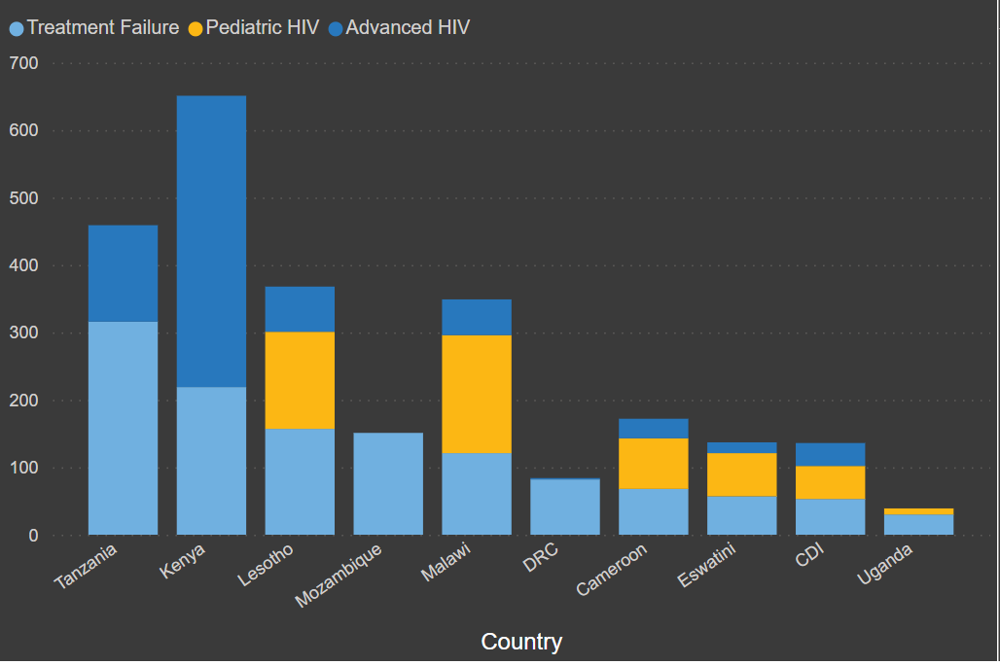 Treatment Failure Pediatric HIV Advanced HIV
700
600
500
400
300
200
100
0
Tanzania Kenya Lesotho Mozambique Malawi DRC Cameroon Eswatini CDI Uganda
Country